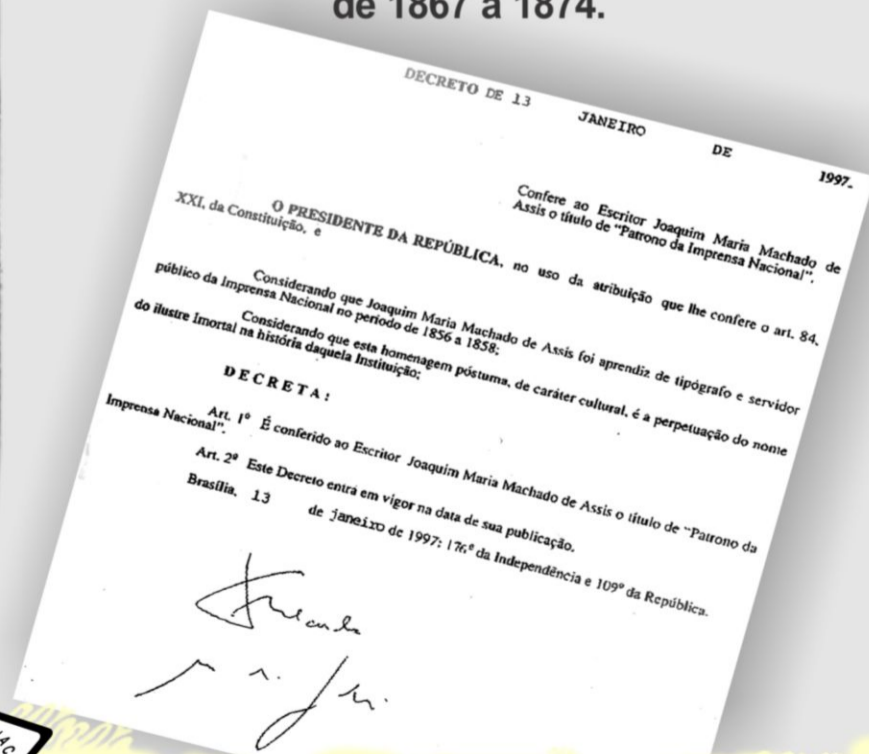 de 1867 a 1874.
DECRETO DE 13 JANEIRO DE 1997.
Confere ao Escritor Joaquim Maria Machado de
Assis o título de "Patrono da Imprensa Nacional".
O PRESIDENTE DA REPÚBLICA, no uso da atribuição que lhe confere o art. 84,
XXI, da Constituição, e
Considerando que Joaquim Maria Machado de Assis foi aprendiz de tipógrafo e servidor
público da Imprensa Nacional no período de 1856 a 1858;
Considerando que esta homenagem póstuma, de caráter cultural, é a perpetuação do nome
do ilustre Imortal na história daquela Instituição;
DECRETA:
Art. 1º É conferido ao Escritor Joaquim Maria Machado de Assis o título de "Patrono da
Imprensa Nacional".
Art. 2º Este Decreto entra em vigor na data de sua publicação.
Brasília, 13 de janeiro de 1997; 176º da Independência e 109º da República.